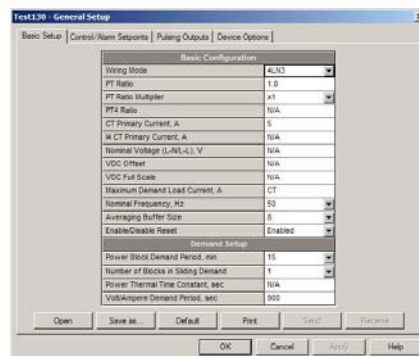 Test130 - General Setup
Basic Setup Control/Alarm Setpoints Pulsing Outputs Device Options
Basic Configuration
Wiring Mode 4LN3
PT Ratio 1.0
PT Ratio Multiplier x1
PT4 Ratio N/A
CT Primary Current, A 5
I4 CT Primary Current, A N/A
Nominal Voltage (L-N/L-L), V N/A
VDC Offset N/A
VDC Full Scale N/A
Maximum Demand Load Current, A CT
Nominal Frequency, Hz 50
Averaging Buffer Size 8
Enable/Disable Reset Enabled
Demand Setup
Power Block Demand Period, min 15
Number of Blocks in Sliding Demand 1
Power Thermal Time Constant, sec N/A
Volt/Ampere Demand Period, sec 900
Open Save as... Default Print Send Receive
OK Cancel Apply Help